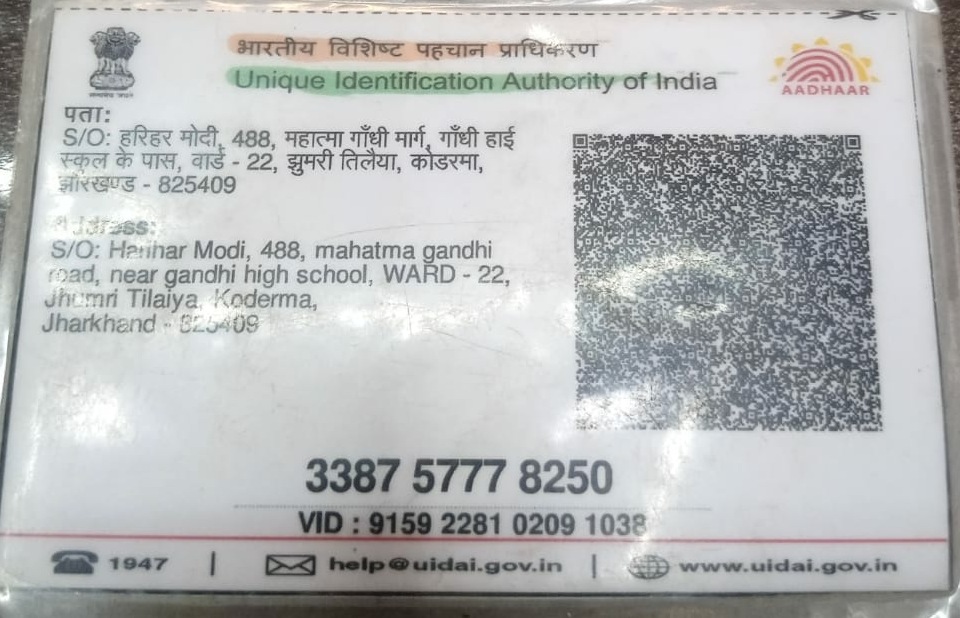 भारतीय विशिष्ट पहचान प्राधिकरण
Unique Identification Authority of India
AADHAAR
पता:
S/O: हरिहर मोदी, 488, महात्मा गाँधी मार्ग, गाँधी हाई
स्कूल के पास, वार्ड - 22, झुमरी तिलैया, कोडरमा,
झारखण्ड - 825409
Address:
S/O: Harihar Modi, 488, mahatma gandhi
road, near gandhi high school, WARD - 22,
Jhumri Tilaiya, Koderma,
Jharkhand - 825409
3387 5777 8250
VID : 9159 2281 0209 1038
1947 | help@uidai.gov.in | www.uidai.gov.in